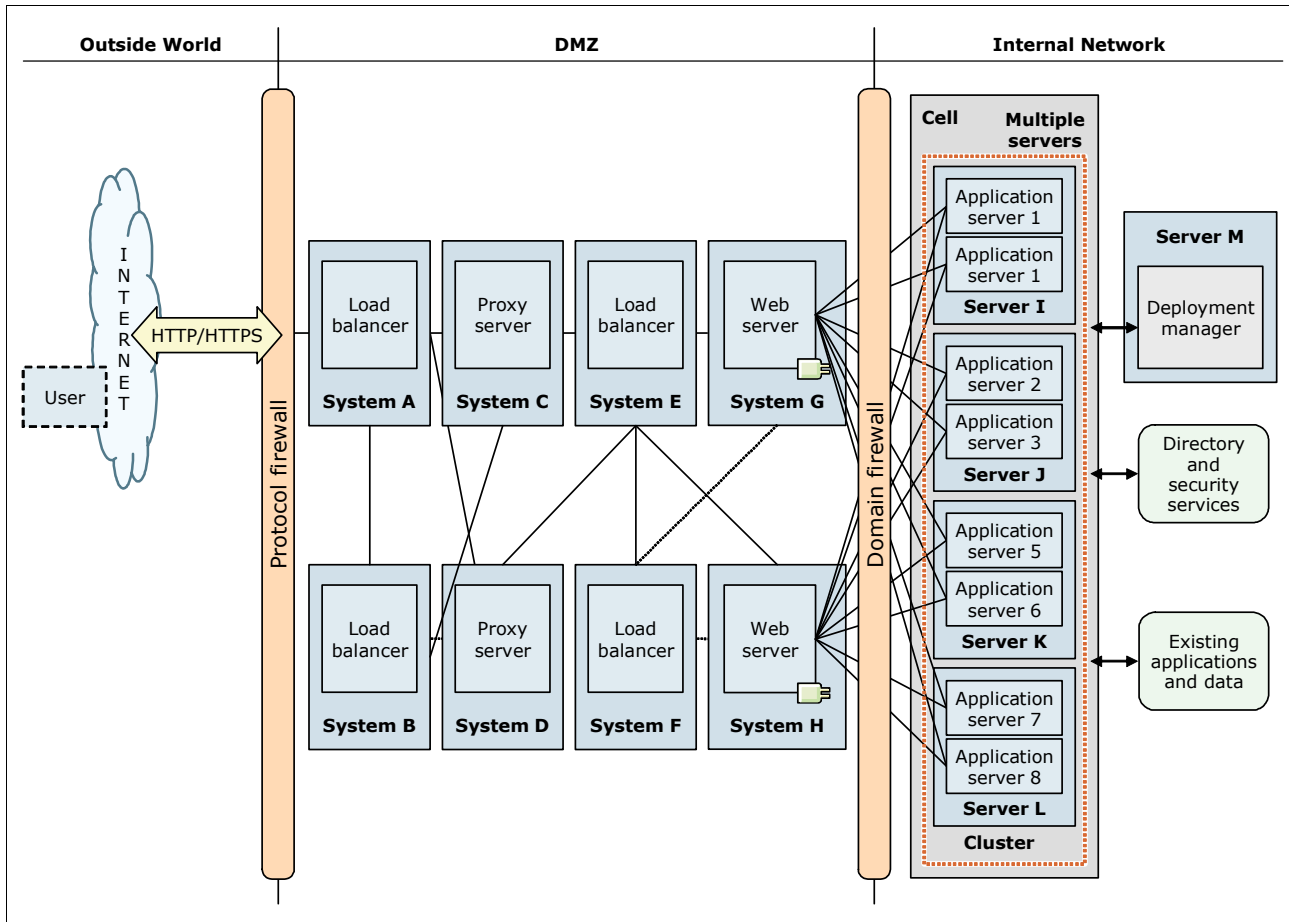 Outside World
DMZ
Internal Network
INTERNET
User
HTTP/HTTPS
Protocol firewall
Load
balancer
System A
Proxy
server
System C
Load
balancer
System E
Web
server
System G
Load
balancer
System B
Proxy
server
System D
Load
balancer
System F
Web
server
System H
Domain firewall
Cell
Multiple
servers
Application
server 1
Application
server 1
Server I
Application
server 2
Application
server 3
Server J
Application
server 5
Application
server 6
Server K
Application
server 7
Application
server 8
Server L
Cluster
Server M
Deployment
manager
Directory
and
security
services
Existing
applications
and data